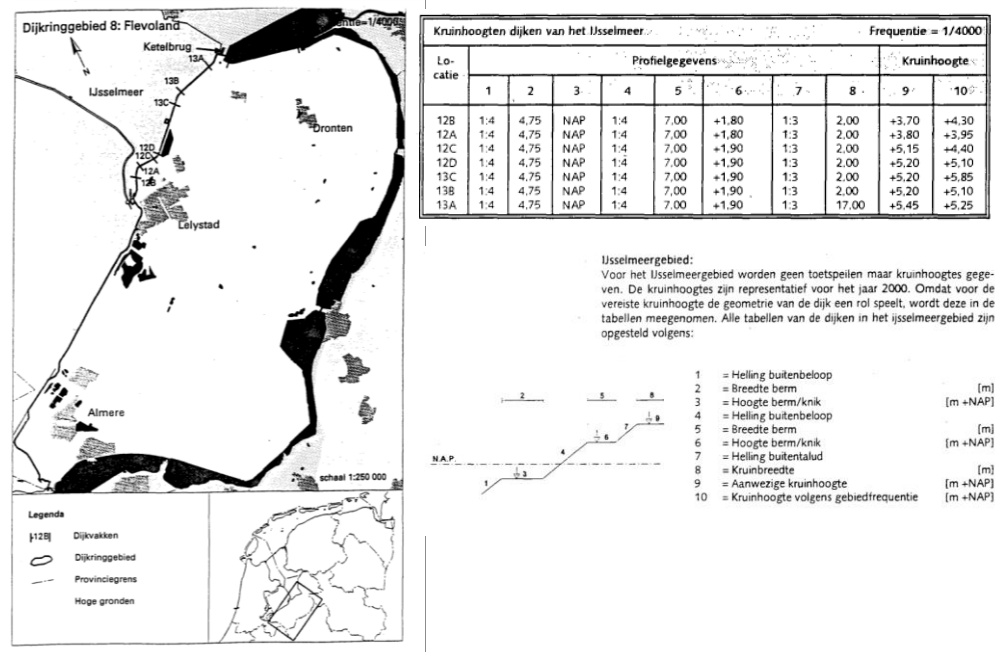 Dijkringgebied 8: Flevoland
entie=1/4000
Ketelbrug
13A
N
13B
IJsselmeer
13C
Dronten
12D
12C
12A
12B
Lelystad
Almere
schaal 1:250 000
Legenda
12B Dijkvakken
Dijkringgebied
Provinciegrens
Hoge gronden
Kruinhoogten dijken van het IJsselmeer Frequentie = 1/4000
Lo-
catie
Profielgegevens Kruinhoogte
1 2 3 4 5 6 7 8 9 10
12B 1:4 4,75 NAP 1:4 7,00 +1,80 1:3 2,00 +3,70 +4,30
12A 1:4 4,75 NAP 1:4 7,00 +1,80 1:3 2,00 +3,80 +3,95
12C 1:4 4,75 NAP 1:4 7,00 +1,90 1:3 2,00 +5,15 +4,40
12D 1:4 4,75 NAP 1:4 7,00 +1,90 1:3 2,00 +5,20 +5,10
13C 1:4 4,75 NAP 1:4 7,00 +1,90 1:3 2,00 +5,20 +5,85
13B 1:4 4,75 NAP 1:4 7,00 +1,90 1:3 2,00 +5,20 +5,10
13A 1:4 4,75 NAP 1:4 7,00 +1,90 1:3 17,00 +5,45 +5,25
IJsselmeergebied:
Voor het IJsselmeergebied worden geen toetspeilen maar kruinhoogtes gege-
ven. De kruinhoogtes zijn representatief voor het jaar 2000. Omdat voor de
vereiste kruinhoogte de geometrie van de dijk een rol speelt, wordt deze in de
tabellen meegenomen. Alle tabellen van de dijken in het ijsselmeergebied zijn
opgesteld volgens:
1 = Helling buitenbeloop
2 = Breedte berm [m]
3 = Hoogte berm/knik [m +NAP]
4 = Helling buitenbeloop
5 = Breedte berm [m]
6 = Hoogte berm/knik [m +NAP]
7 = Helling buitentalud
8 = Kruinbreedte [m]
9 = Aanwezige kruinhoogte [m +NAP]
10 = Kruinhoogte volgens gebiedfrequentie [m +NAP]
2 5 8
9
7
6
4
N.A.P.
3
1